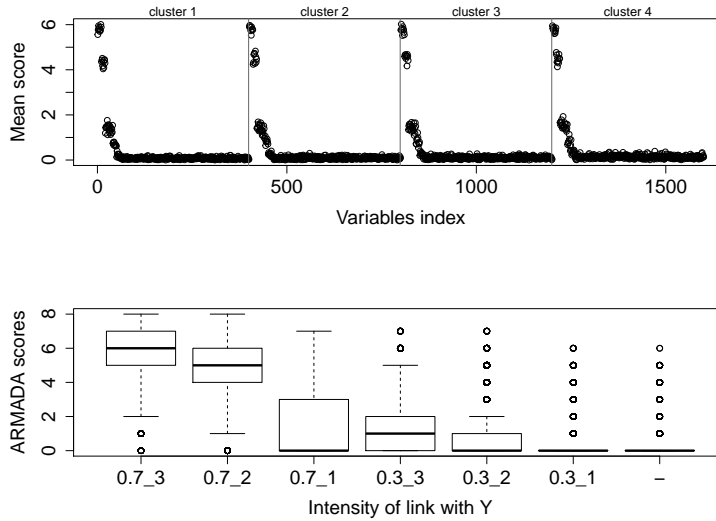 cluster 1 cluster 2 cluster 3 cluster 4
6
4
2
0
Mean score
0 500 1000 1500
Variables index
8
6
4
2
0
ARMADA scores
0.7_3 0.7_2 0.7_1 0.3_3 0.3_2 0.3_1 –
Intensity of link with Y